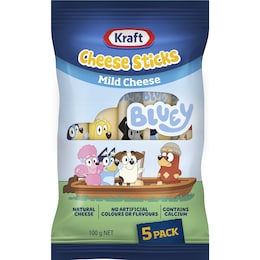 Kraft
Cheese Sticks
Mild Cheese
BLUEY
NATURAL CHEESE
NO ARTIFICIAL COLOURS OR FLAVOURS
CONTAINS CALCIUM
100 g NET
5 PACK